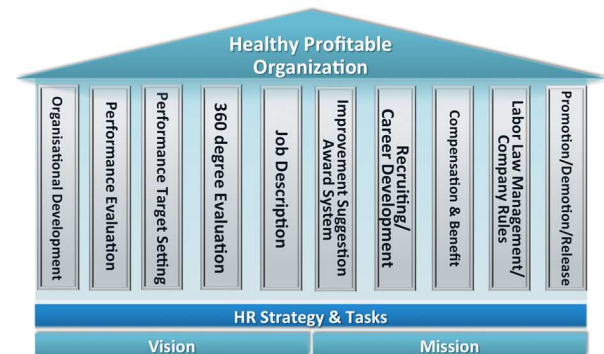 Healthy Profitable
Organization
Organisational Development
Performance Evaluation
Performance Target Setting
360 degree Evaluation
Job Description
Improvement Suggestion
Award System
Recruiting/
Career Development
Compensation & Benefit
Labor Law Management/
Company Rules
Promotion/Demotion/Release
HR Strategy & Tasks
Vision
Mission